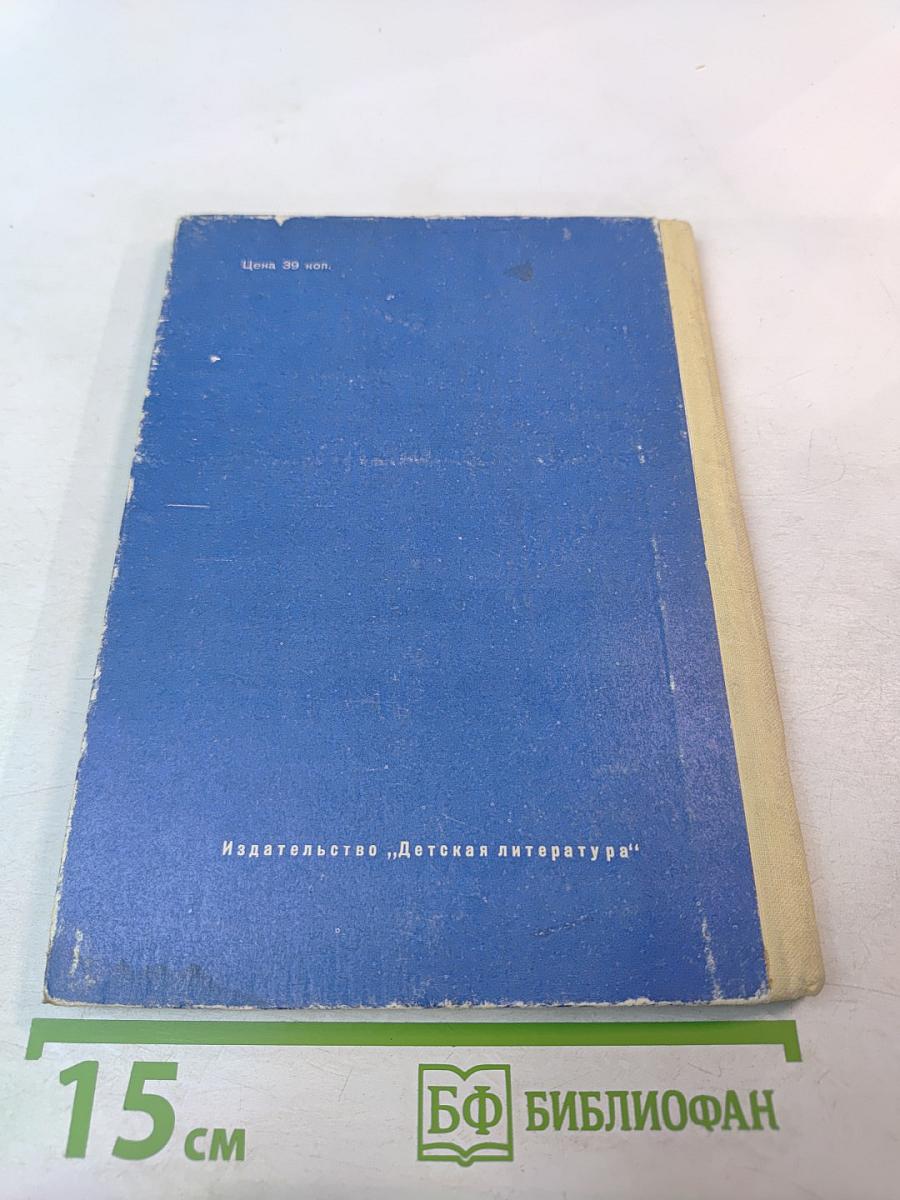 Цена 39 коп.
Издательство „Детская литература“
15 см
БФ БИБЛИОФАН